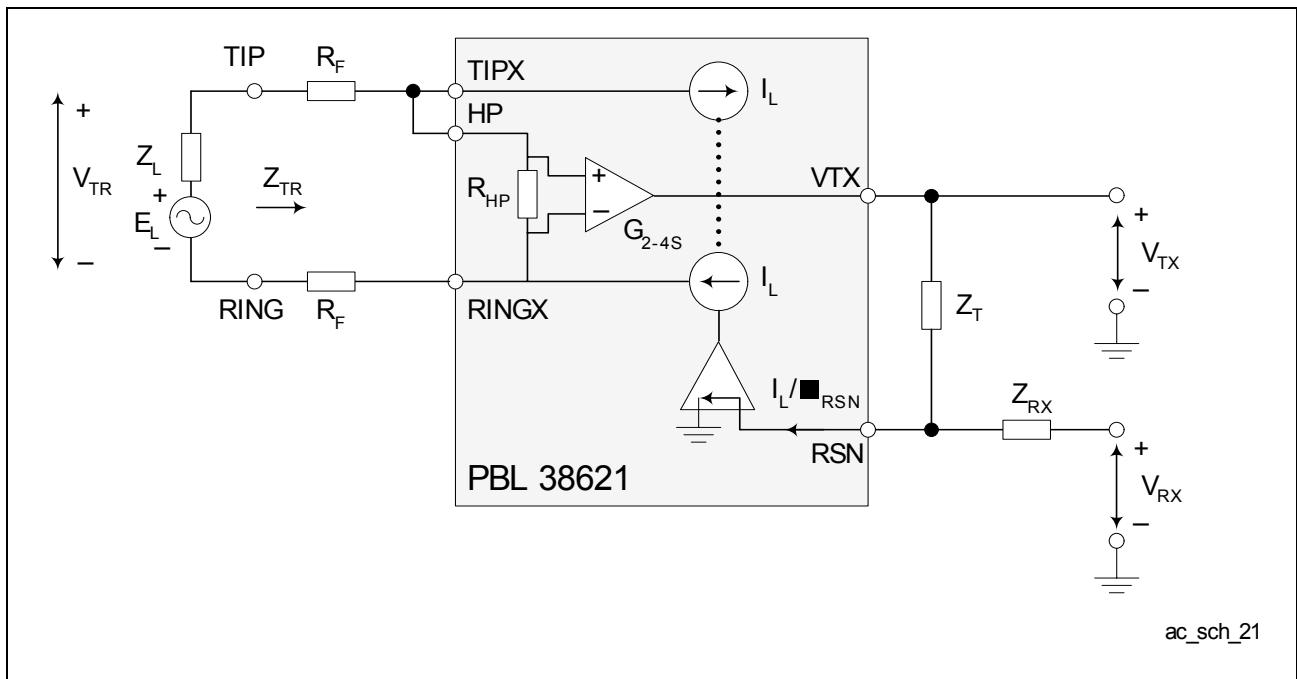 TIP
R_F
TIPX
HP
I_L
+
V_TR
−
Z_L
+
E_L
−
Z_TR
R_HP
+
−
G_2-4S
VTX
+
V_TX
−
RING
R_F
RINGX
I_L
Z_T
I_L/■_RSN
RSN
Z_RX
+
V_RX
−
PBL 38621
ac_sch_21